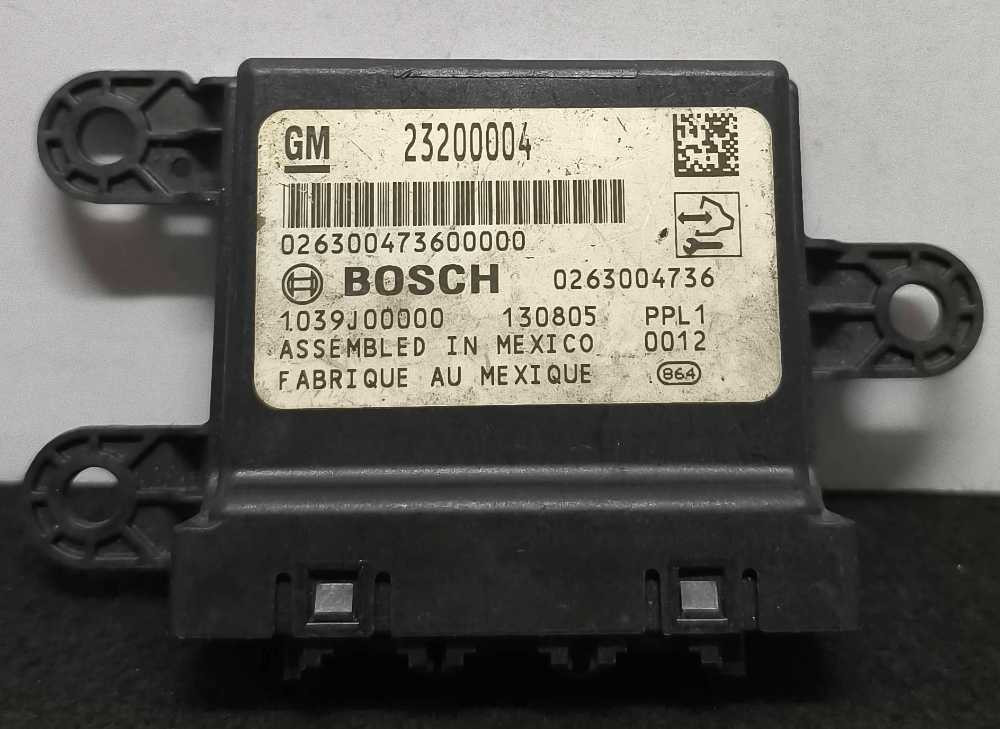 GM 23200004
026300473600000
BOSCH 0263004736
1039J00000 130805 PPL1
ASSEMBLED IN MEXICO 0012
FABRIQUE AU MEXIQUE 864